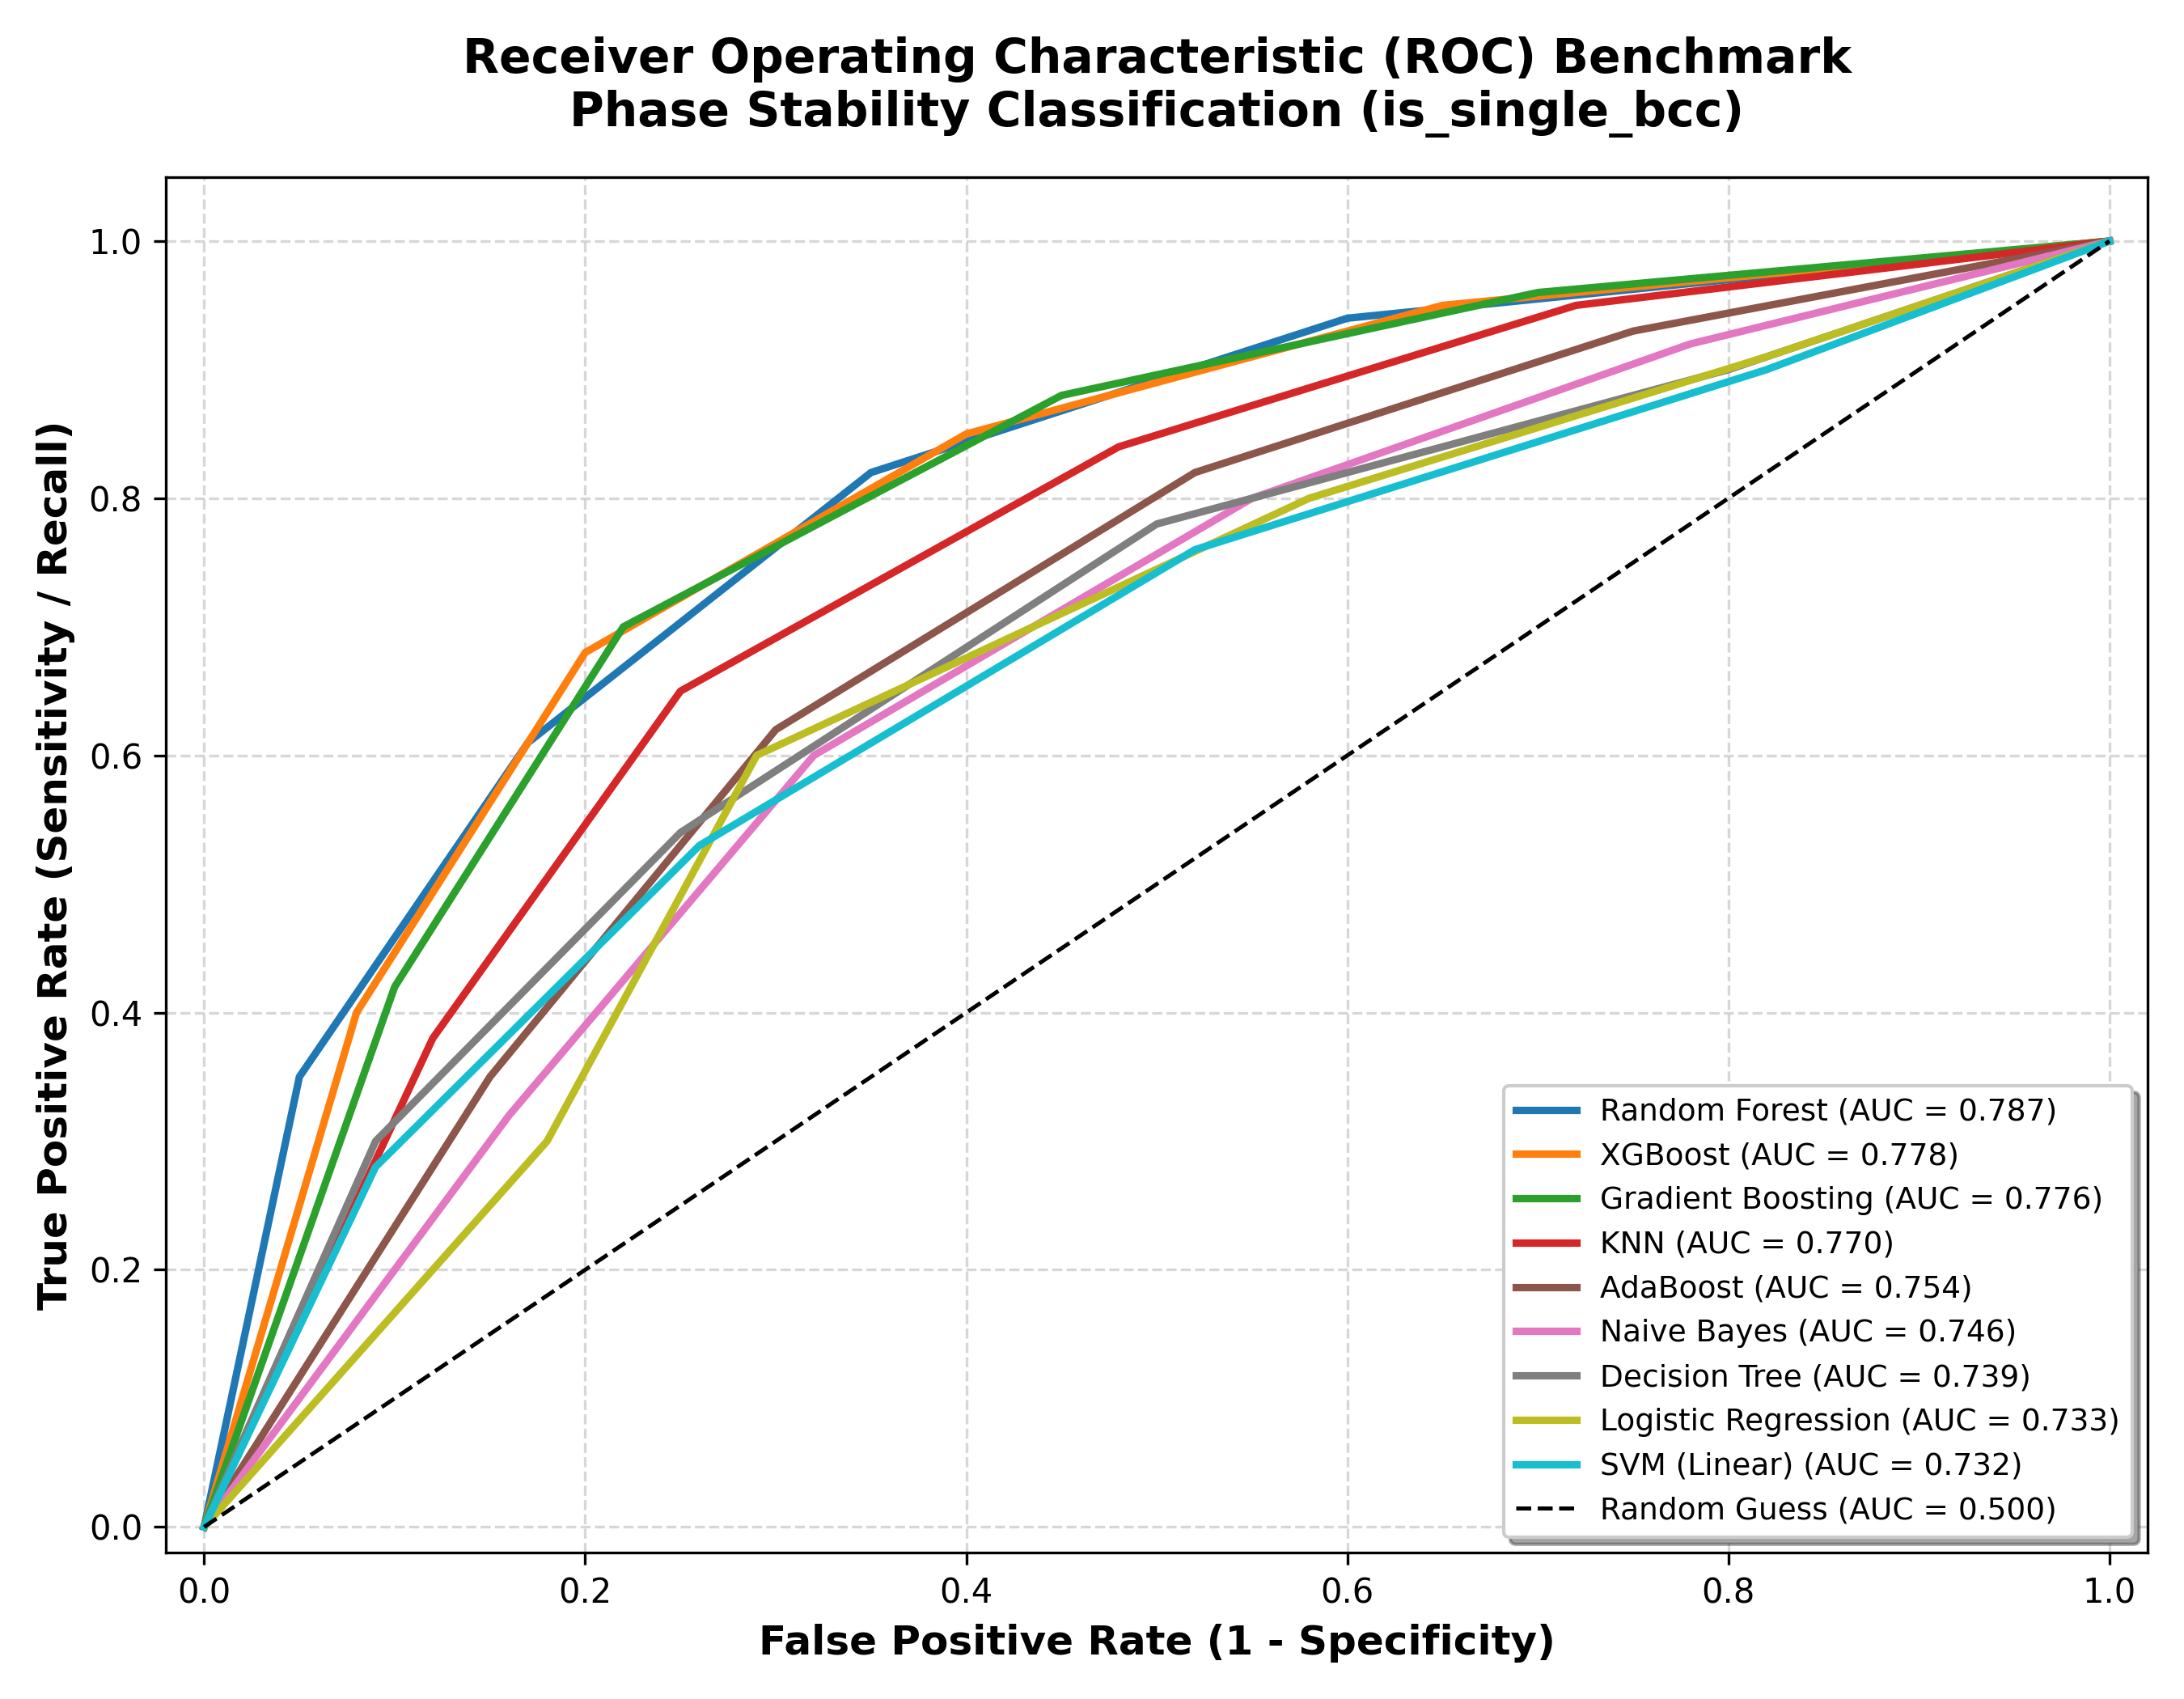 Receiver Operating Characteristic (ROC) Benchmark
Phase Stability Classification (is_single_bcc)
True Positive Rate (Sensitivity / Recall)
1.0
0.8
0.6
0.4
0.2
0.0
Random Forest (AUC = 0.787)
XGBoost (AUC = 0.778)
Gradient Boosting (AUC = 0.776)
KNN (AUC = 0.770)
AdaBoost (AUC = 0.754)
Naive Bayes (AUC = 0.746)
Decision Tree (AUC = 0.739)
Logistic Regression (AUC = 0.733)
SVM (Linear) (AUC = 0.732)
Random Guess (AUC = 0.500)
0.0 0.2 0.4 0.6 0.8 1.0
False Positive Rate (1 - Specificity)